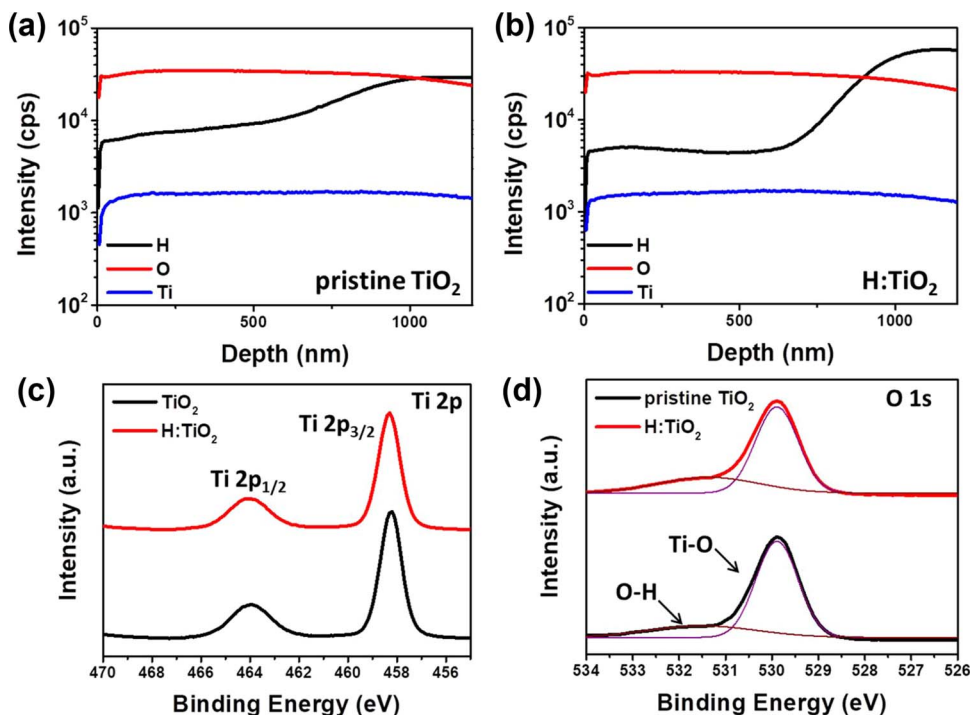 (a)
10^5
10^4
10^3
10^2
Intensity (cps)
H
O
Ti
pristine TiO₂
0
500
1000
Depth (nm)
(b)
10^5
10^4
10^3
10^2
Intensity (cps)
H
O
Ti
H:TiO₂
0
500
1000
Depth (nm)
(c)
TiO₂
H:TiO₂
Ti 2p
Ti 2p₃/₂
Ti 2p₁/₂
Intensity (a.u.)
470 468 466 464 462 460 458 456
Binding Energy (eV)
(d)
pristine TiO₂
H:TiO₂
O 1s
Ti-O
O-H
Intensity (a.u.)
534 533 532 531 530 529 528 527 526
Binding Energy (eV)